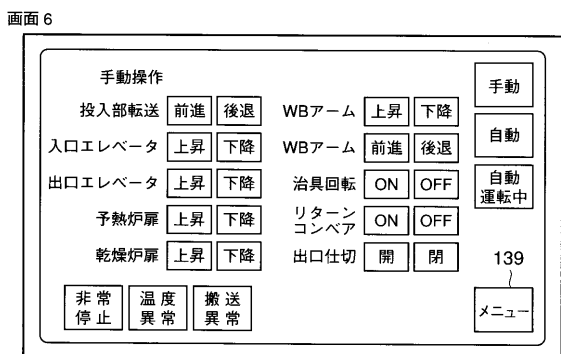 画面6
手動操作
手動
投入部転送 前進 後退 WBアーム 上昇 下降
自動
入口エレベータ 上昇 下降 WBアーム 前進 後退
出口エレベータ 上昇 下降 治具回転 ON OFF
自動
運転中
予熱炉扉 上昇 下降 リターン
コンベア ON OFF
乾燥炉扉 上昇 下降 出口仕切 開 閉
139
非常
停止
温度
異常
搬送
異常
メニュー